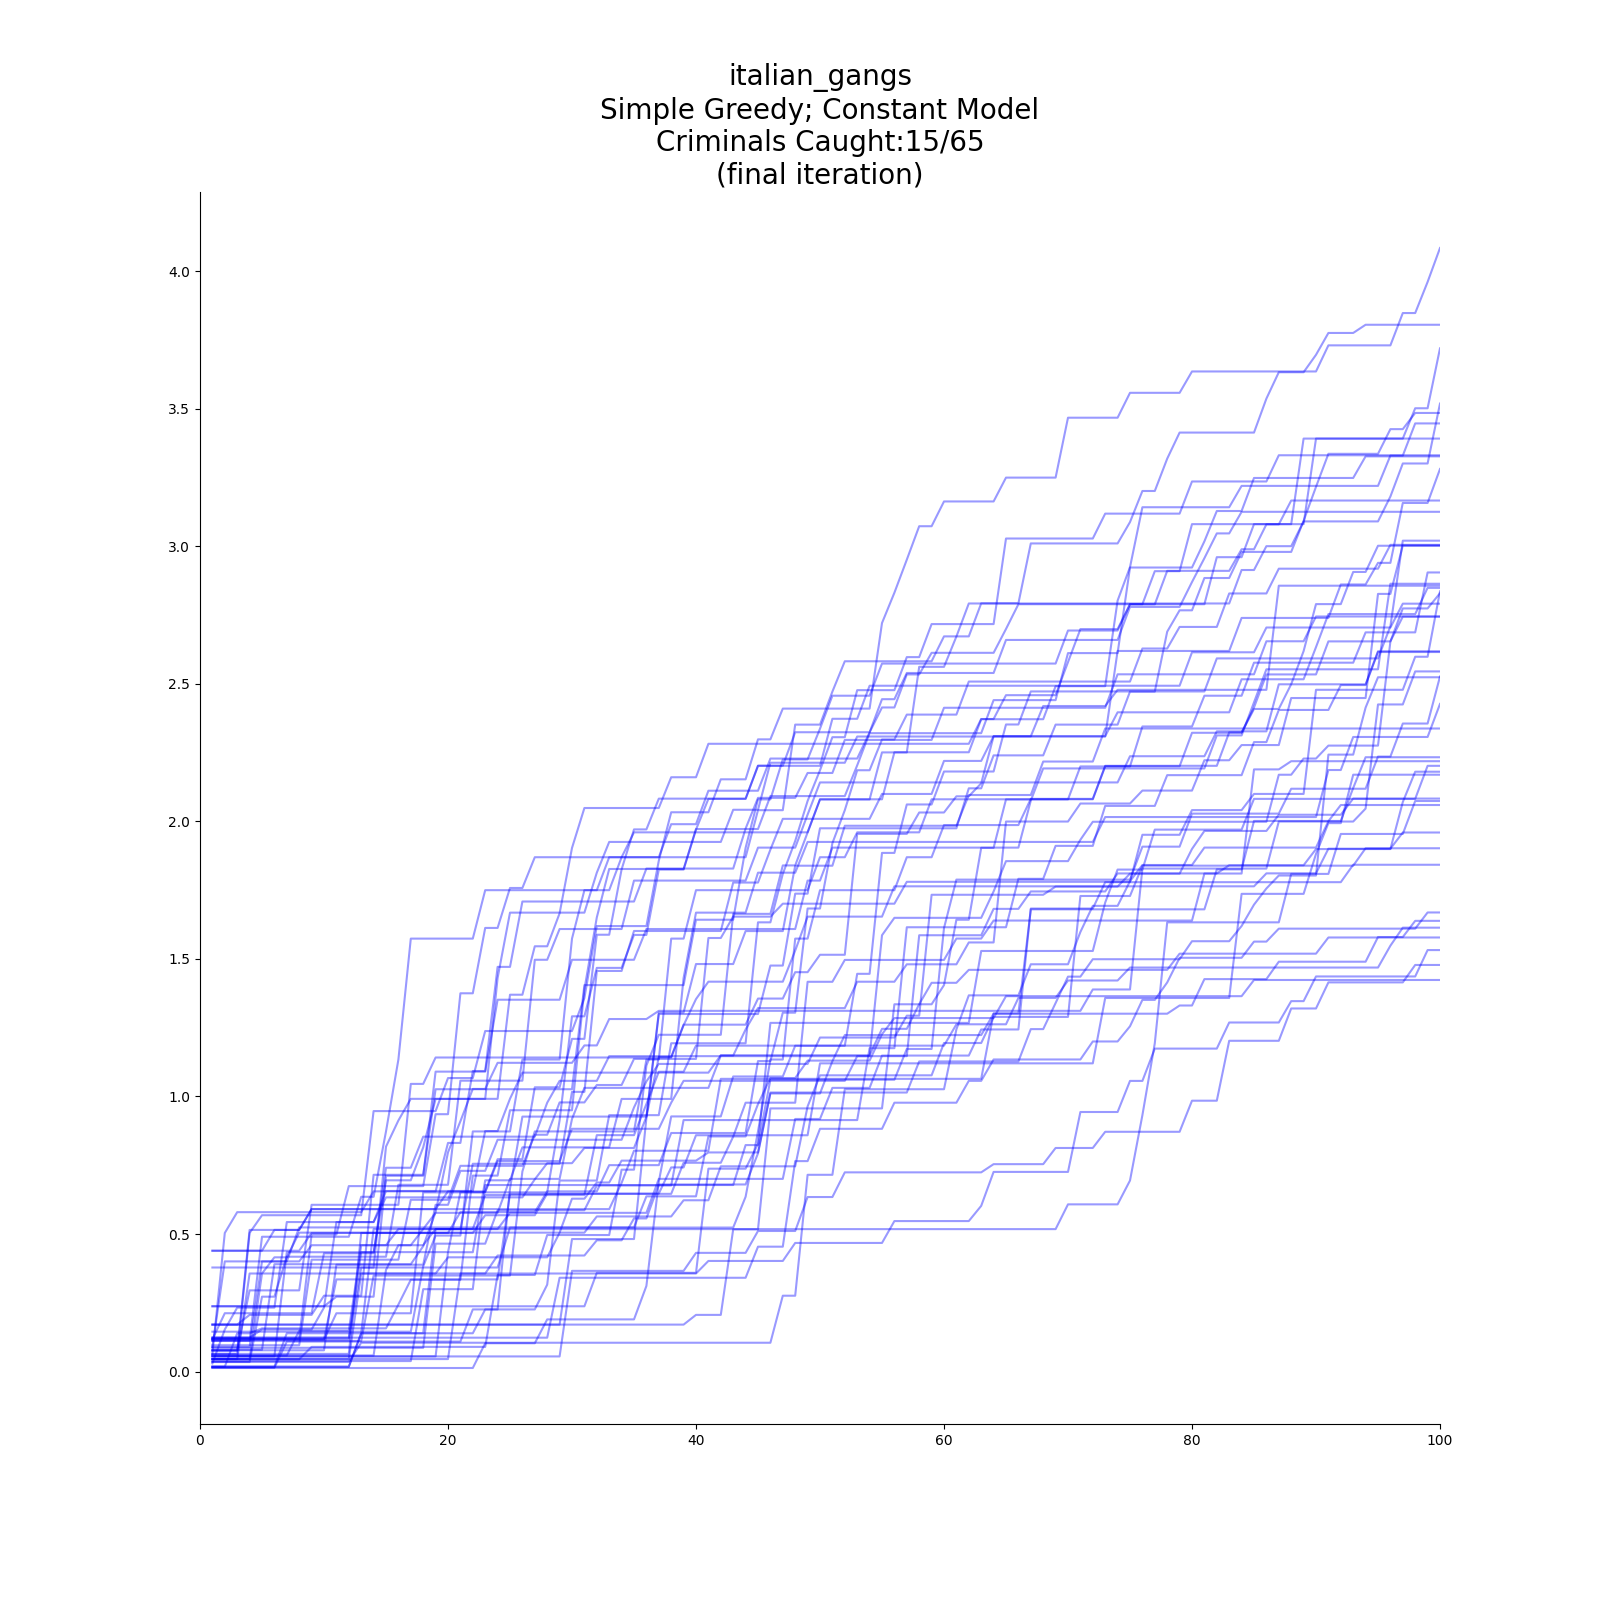 italian_gangs
Simple Greedy; Constant Model
Criminals Caught:15/65
(final iteration)
4.0
3.5
3.0
2.5
2.0
1.5
1.0
0.5
0.0
0 20 40 60 80 100